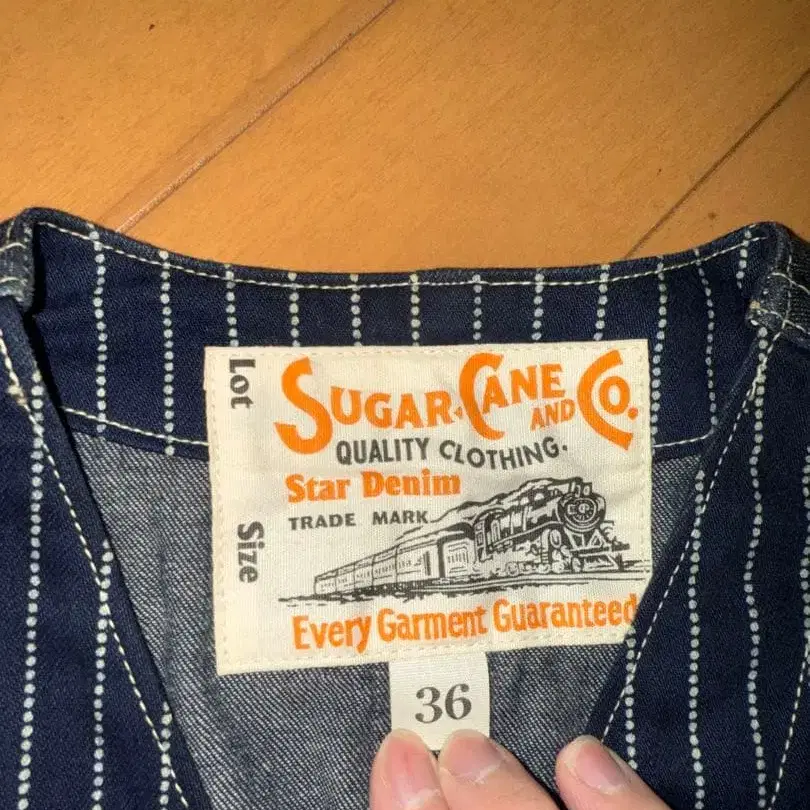 Lot
SUGAR CANE AND CO.
QUALITY CLOTHING.
Star Denim
TRADE MARK
Size
Every Garment Guaranteed
36